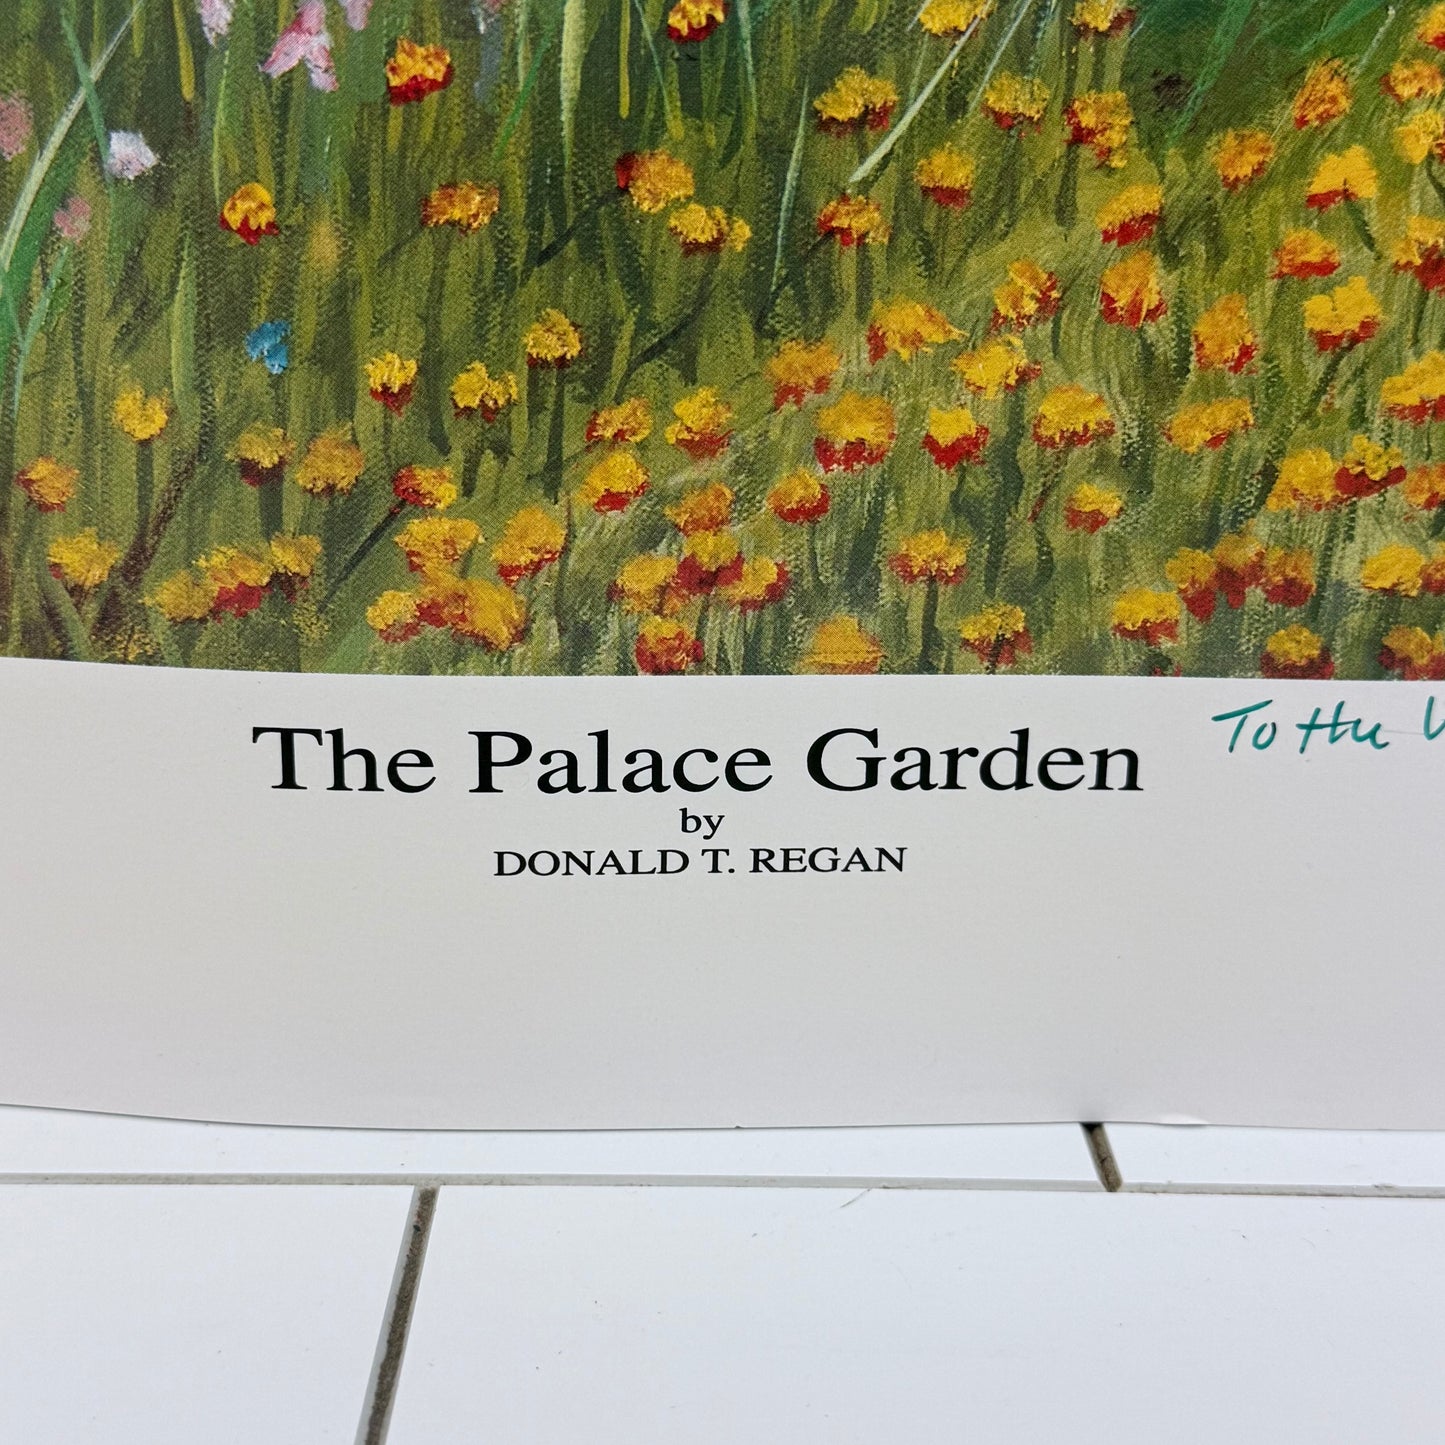 The Palace Garden
by
DONALD T. REGAN
To the